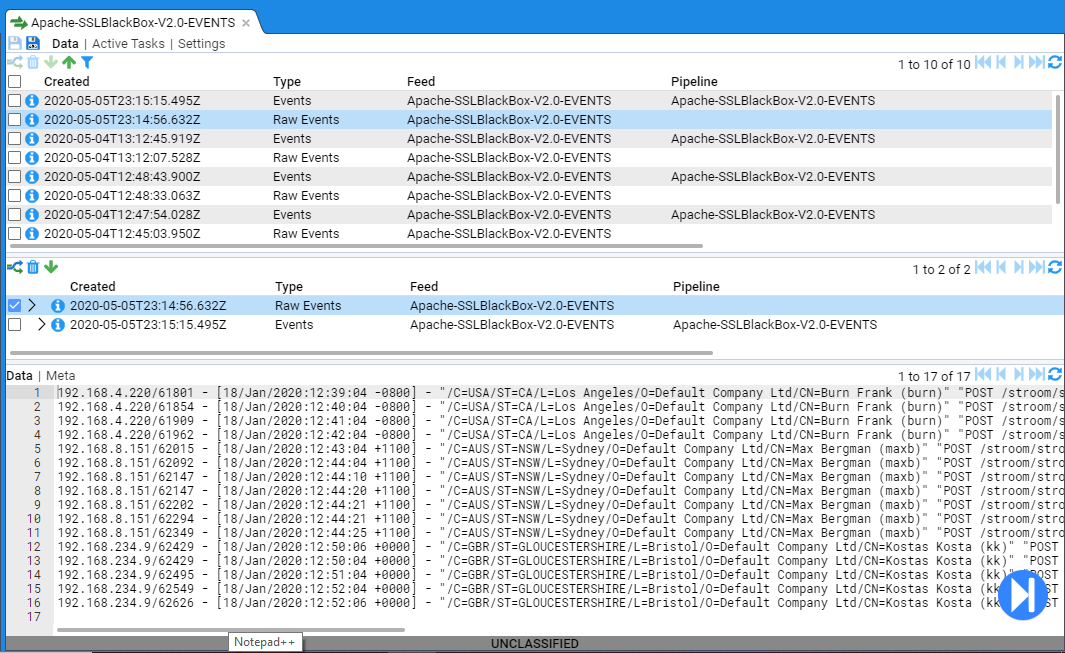 Apache-SSLBlackBox-V2.0-EVENTS ×
Data | Active Tasks | Settings
1 to 10 of 10
Created Type Feed Pipeline
2020-05-05T23:15:15.495Z Events Apache-SSLBlackBox-V2.0-EVENTS Apache-SSLBlackBox-V2.0-EVENTS
2020-05-05T23:14:56.632Z Raw Events Apache-SSLBlackBox-V2.0-EVENTS
2020-05-04T13:12:45.919Z Events Apache-SSLBlackBox-V2.0-EVENTS Apache-SSLBlackBox-V2.0-EVENTS
2020-05-04T13:12:07.528Z Raw Events Apache-SSLBlackBox-V2.0-EVENTS
2020-05-04T12:48:43.900Z Events Apache-SSLBlackBox-V2.0-EVENTS Apache-SSLBlackBox-V2.0-EVENTS
2020-05-04T12:48:33.063Z Raw Events Apache-SSLBlackBox-V2.0-EVENTS
2020-05-04T12:47:54.028Z Events Apache-SSLBlackBox-V2.0-EVENTS Apache-SSLBlackBox-V2.0-EVENTS
2020-05-04T12:45:03.950Z Raw Events Apache-SSLBlackBox-V2.0-EVENTS
1 to 2 of 2
Created Type Feed Pipeline
2020-05-05T23:14:56.632Z Raw Events Apache-SSLBlackBox-V2.0-EVENTS
2020-05-05T23:15:15.495Z Events Apache-SSLBlackBox-V2.0-EVENTS Apache-SSLBlackBox-V2.0-EVENTS
Data | Meta
1 to 17 of 17
1 192.168.4.220/61801 - [18/Jan/2020:12:39:04 -0800] - "/C=USA/ST=CA/L=Los Angeles/O=Default Company Ltd/CN=Burn Frank (burn)" "POST /stroom/s
2 192.168.4.220/61854 - [18/Jan/2020:12:40:04 -0800] - "/C=USA/ST=CA/L=Los Angeles/O=Default Company Ltd/CN=Burn Frank (burn)" "POST /stroom/s
3 192.168.4.220/61909 - [18/Jan/2020:12:41:04 -0800] - "/C=USA/ST=CA/L=Los Angeles/O=Default Company Ltd/CN=Burn Frank (burn)" "POST /stroom/s
4 192.168.4.220/61962 - [18/Jan/2020:12:42:04 -0800] - "/C=USA/ST=CA/L=Los Angeles/O=Default Company Ltd/CN=Burn Frank (burn)" "POST /stroom/s
5 192.168.8.151/62015 - [18/Jan/2020:12:43:04 +1100] - "/C=AUS/ST=NSW/L=Sydney/O=Default Company Ltd/CN=Max Bergman (maxb)" "POST /stroom/stro
6 192.168.8.151/62092 - [18/Jan/2020:12:44:04 +1100] - "/C=AUS/ST=NSW/L=Sydney/O=Default Company Ltd/CN=Max Bergman (maxb)" "POST /stroom/stro
7 192.168.8.151/62147 - [18/Jan/2020:12:44:10 +1100] - "/C=AUS/ST=NSW/L=Sydney/O=Default Company Ltd/CN=Max Bergman (maxb)" "POST /stroom/stro
8 192.168.8.151/62147 - [18/Jan/2020:12:44:20 +1100] - "/C=AUS/ST=NSW/L=Sydney/O=Default Company Ltd/CN=Max Bergman (maxb)" "POST /stroom/stro
9 192.168.8.151/62202 - [18/Jan/2020:12:44:21 +1100] - "/C=AUS/ST=NSW/L=Sydney/O=Default Company Ltd/CN=Max Bergman (maxb)" "POST /stroom/stro
10 192.168.8.151/62294 - [18/Jan/2020:12:44:21 +1100] - "/C=AUS/ST=NSW/L=Sydney/O=Default Company Ltd/CN=Max Bergman (maxb)" "POST /stroom/stro
11 192.168.8.151/62349 - [18/Jan/2020:12:44:25 +1100] - "/C=AUS/ST=NSW/L=Sydney/O=Default Company Ltd/CN=Max Bergman (maxb)" "POST /stroom/stro
12 192.168.234.9/62429 - [18/Jan/2020:12:50:06 +0000] - "/C=GBR/ST=GLOUCESTERSHIRE/L=Bristol/O=Default Company Ltd/CN=Kostas Kosta (kk)" "POST
13 192.168.234.9/62429 - [18/Jan/2020:12:50:04 +0000] - "/C=GBR/ST=GLOUCESTERSHIRE/L=Bristol/O=Default Company Ltd/CN=Kostas Kosta (kk)" "POST
14 192.168.234.9/62495 - [18/Jan/2020:12:51:04 +0000] - "/C=GBR/ST=GLOUCESTERSHIRE/L=Bristol/O=Default Company Ltd/CN=Kostas Kosta (kk POST
15 192.168.234.9/62549 - [18/Jan/2020:12:52:04 +0000] - "/C=GBR/ST=GLOUCESTERSHIRE/L=Bristol/O=Default Company Ltd/CN=Kostas Kosta (kk ST
16 192.168.234.9/62626 - [18/Jan/2020:12:52:06 +0000] - "/C=GBR/ST=GLOUCESTERSHIRE/L=Bristol/O=Default Company Ltd/CN=Kostas Kosta (kk ST
17
Notepad++
UNCLASSIFIED